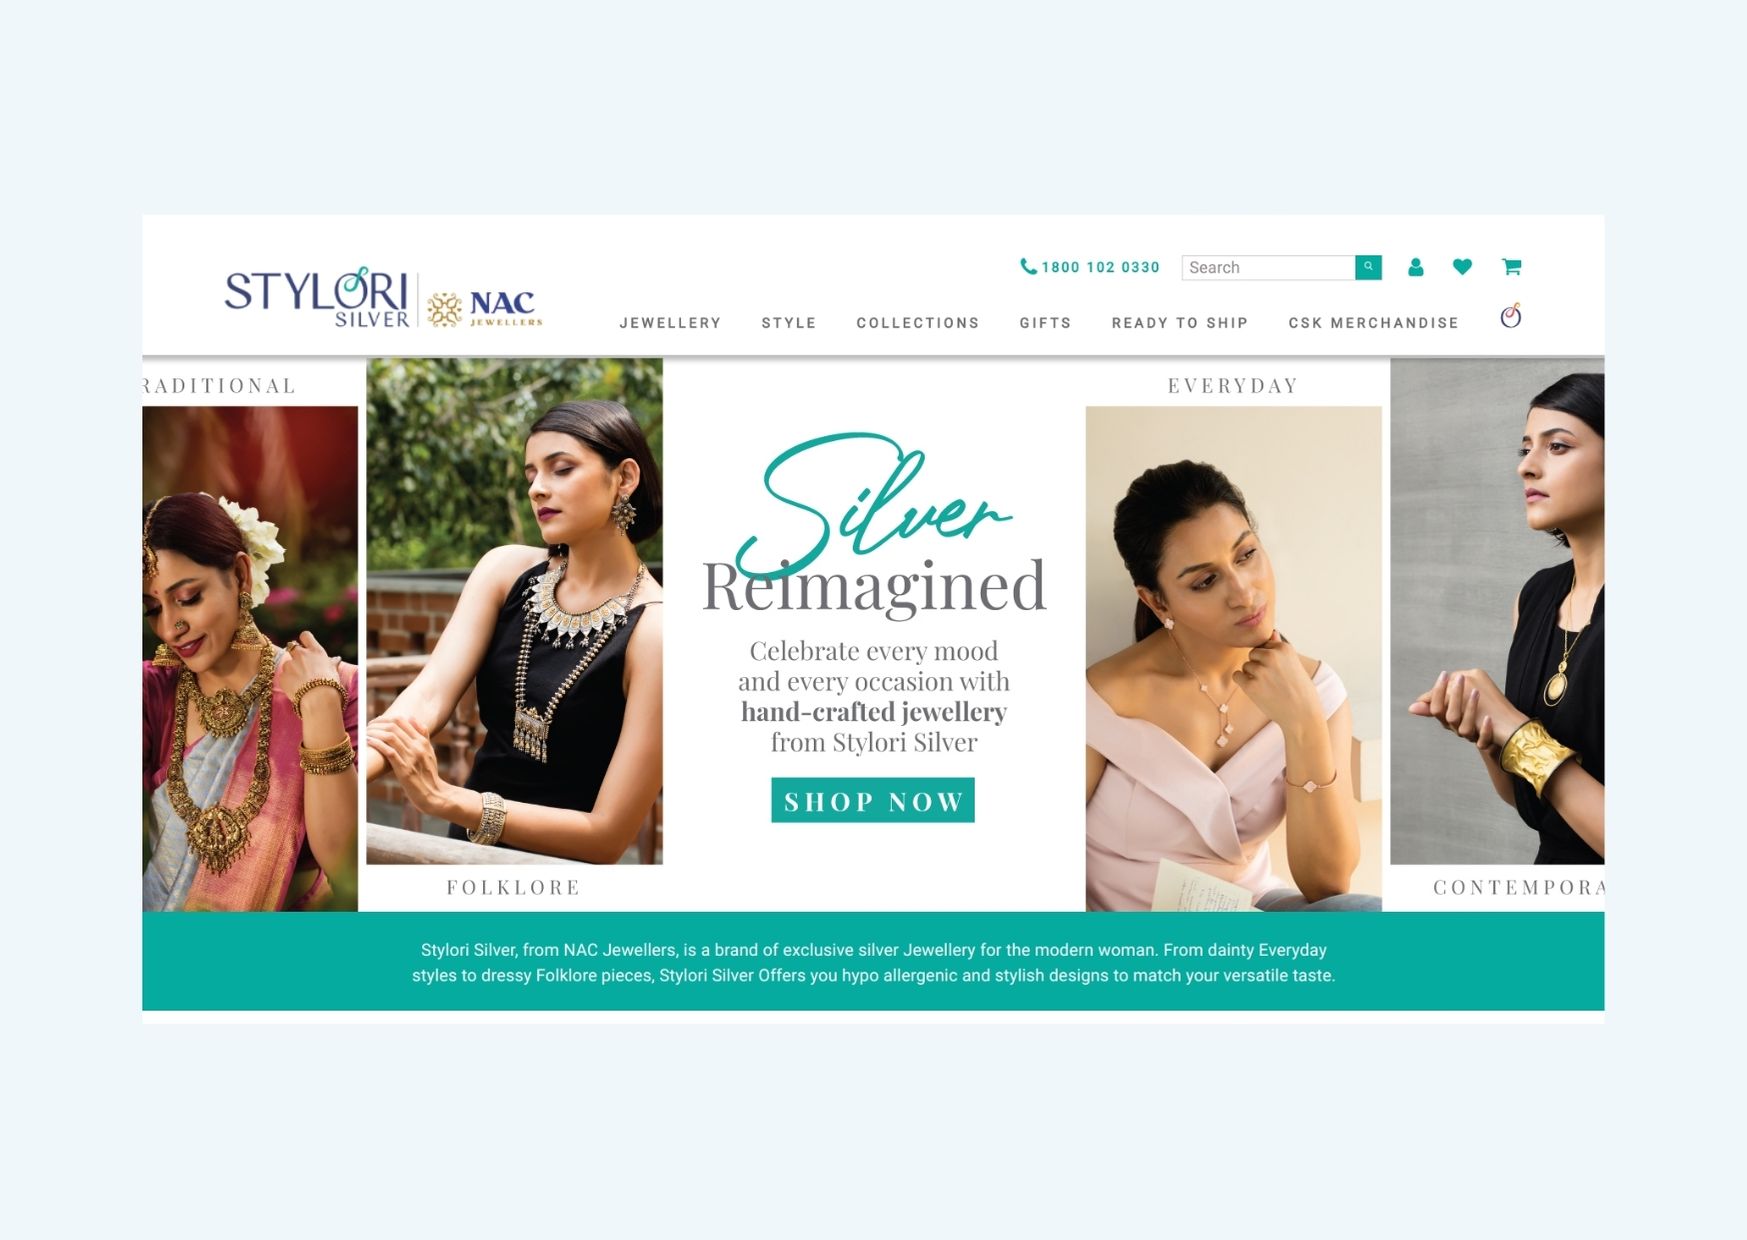 STYLORI
SILVER
NAC
JEWELLERS
1800 102 0330
Search
JEWELLERY STYLE COLLECTIONS GIFTS READY TO SHIP CSK MERCHANDISE
RADITIONAL
EVERYDAY
Silver
Reimagined
Celebrate every mood
and every occasion with
hand-crafted jewellery
from Stylori Silver
SHOP NOW
FOLKLORE
CONTEMPORA
Stylori Silver, from NAC Jewellers, is a brand of exclusive silver Jewellery for the modern woman. From dainty Everyday
styles to dressy Folklore pieces, Stylori Silver Offers you hypo allergenic and stylish designs to match your versatile taste.